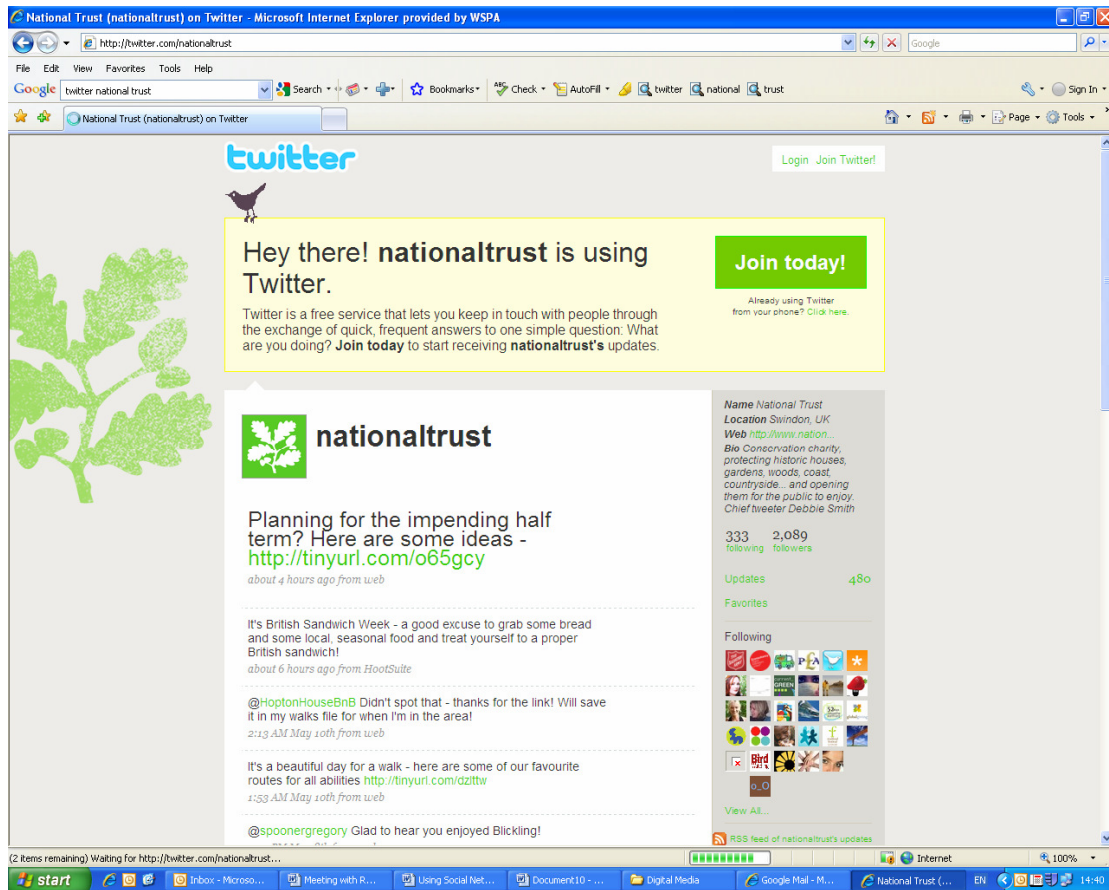 National Trust (nationaltrust) on Twitter - Microsoft Internet Explorer provided by WSPA
http://twitter.com/nationaltrust
Google
File Edit View Favorites Tools Help
Google twitter national trust Search Bookmarks ABC Check AutoFill twitter national trust Sign In
National Trust (nationaltrust) on Twitter Page Tools
twitter
Login Join Twitter!
Hey there! nationaltrust is using
Twitter.
Twitter is a free service that lets you keep in touch with people through
the exchange of quick, frequent answers to one simple question: What
are you doing? Join today to start receiving nationaltrust's updates.
Join today!
Already using Twitter
from your phone? Click here.
nationaltrust
Planning for the impending half
term? Here are some ideas -
http://tinyurl.com/o65gcy
about 4 hours ago from web
It's British Sandwich Week - a good excuse to grab some bread
and some local, seasonal food and treat yourself to a proper
British sandwich!
about 6 hours ago from HootSuite
@HoptonHouseBnB Didn't spot that - thanks for the link! Will save
it in my walks file for when I'm in the area!
2:13 AM May 10th from web
It's a beautiful day for a walk - here are some of our favourite
routes for all abilities http://tinyurl.com/dzlttw
1:53 AM May 10th from web
@spoonergregory Glad to hear you enjoyed Blickling!
Name National Trust
Location Swindon, UK
Web http://www.nation...
Bio Conservation charity,
protecting historic houses,
gardens, woods, coast,
countryside... and opening
them for the public to enjoy.
Chief tweeter Debbie Smith
333 2,089
following followers
Updates 480
Favorites
Following
GREEN
Bird
o_O
View All...
RSS feed of nationaltrust's updates
(2 items remaining) Waiting for http://twitter.com/nationaltrust... Internet 100%
start Inbox - Microso... Meeting with R... Using Social Net... Document10 - ... Digital Media Google Mail - M... National Trust (... EN 14:40